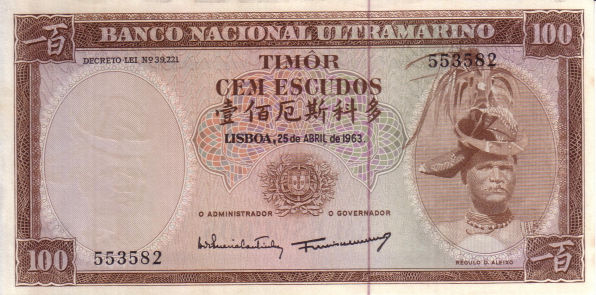 一百 BANCO NACIONAL ULTRAMARINO 100
DECRETO-LEI Nº 39.221
TIMÔR
553582
CEM ESCUDOS
壹佰厄斯科多
LISBOA, 25 de ABRIL de 1963.
O ADMINISTRADOR O GOVERNADOR
100 553582
RÉGULO D. ALEIXO
一百